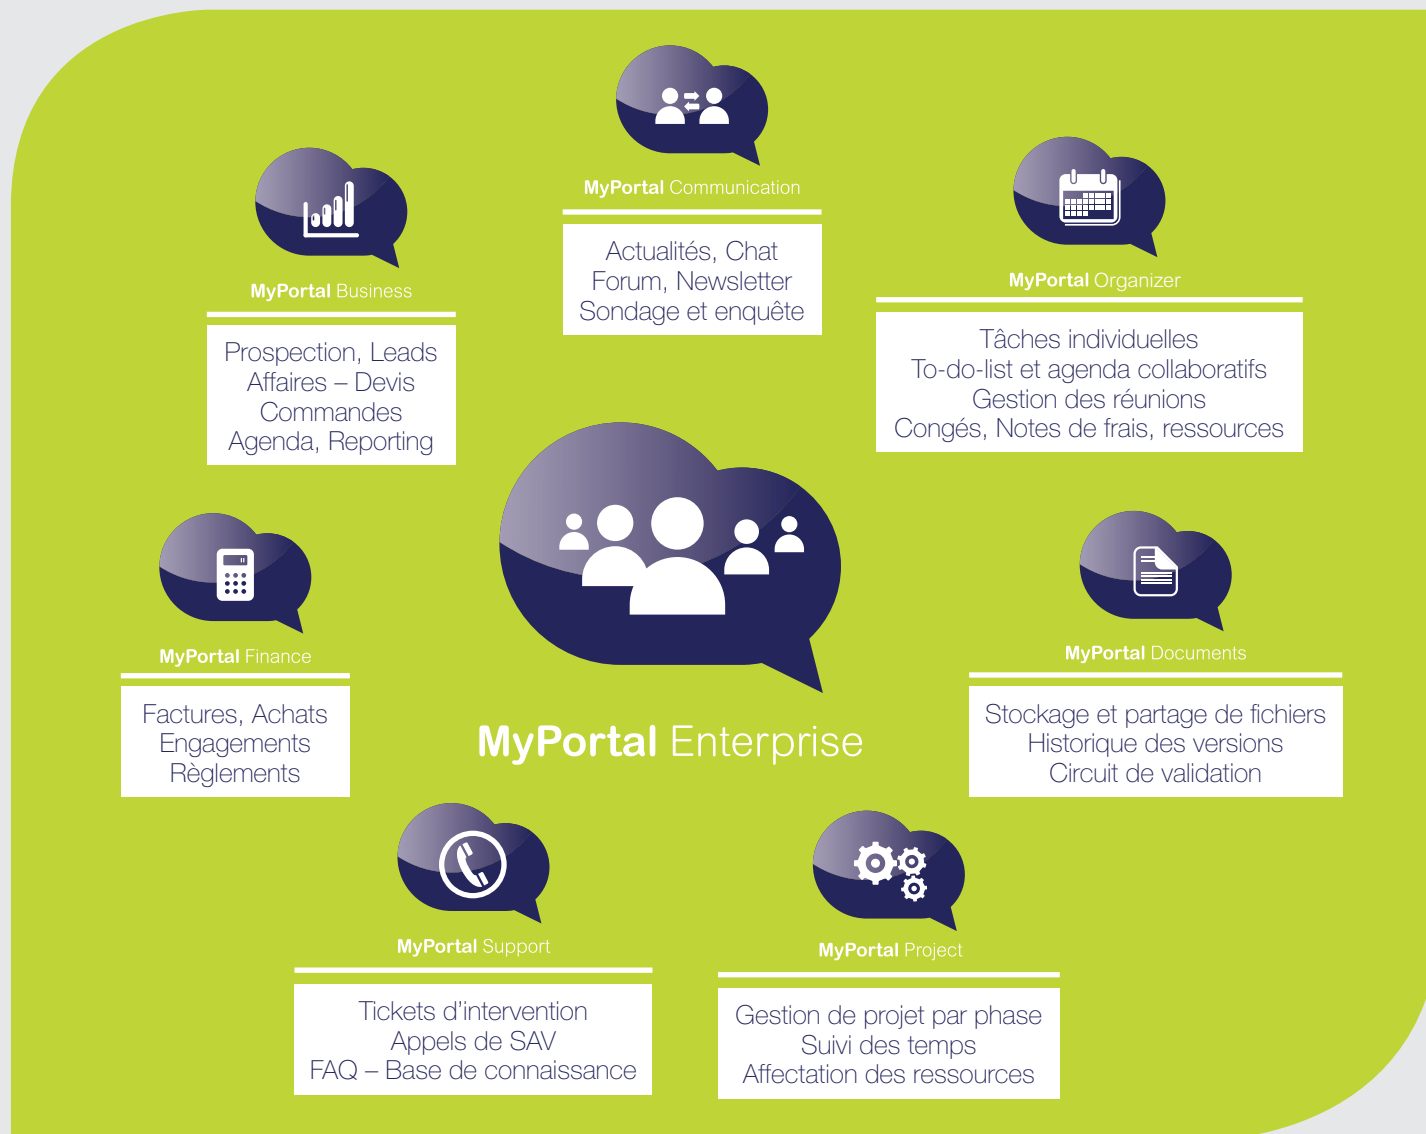 MyPortal Communication
Actualités, Chat
Forum, Newsletter
Sondage et enquête
MyPortal Business
Prospection, Leads
Affaires – Devis
Commandes
Agenda, Reporting
MyPortal Organizer
Tâches individuelles
To-do-list et agenda collaboratifs
Gestion des réunions
Congés, Notes de frais, ressources
MyPortal Enterprise
MyPortal Finance
Factures, Achats
Engagements
Règlements
MyPortal Documents
Stockage et partage de fichiers
Historique des versions
Circuit de validation
MyPortal Support
Tickets d’intervention
Appels de SAV
FAQ – Base de connaissance
MyPortal Project
Gestion de projet par phase
Suivi des temps
Affectation des ressources